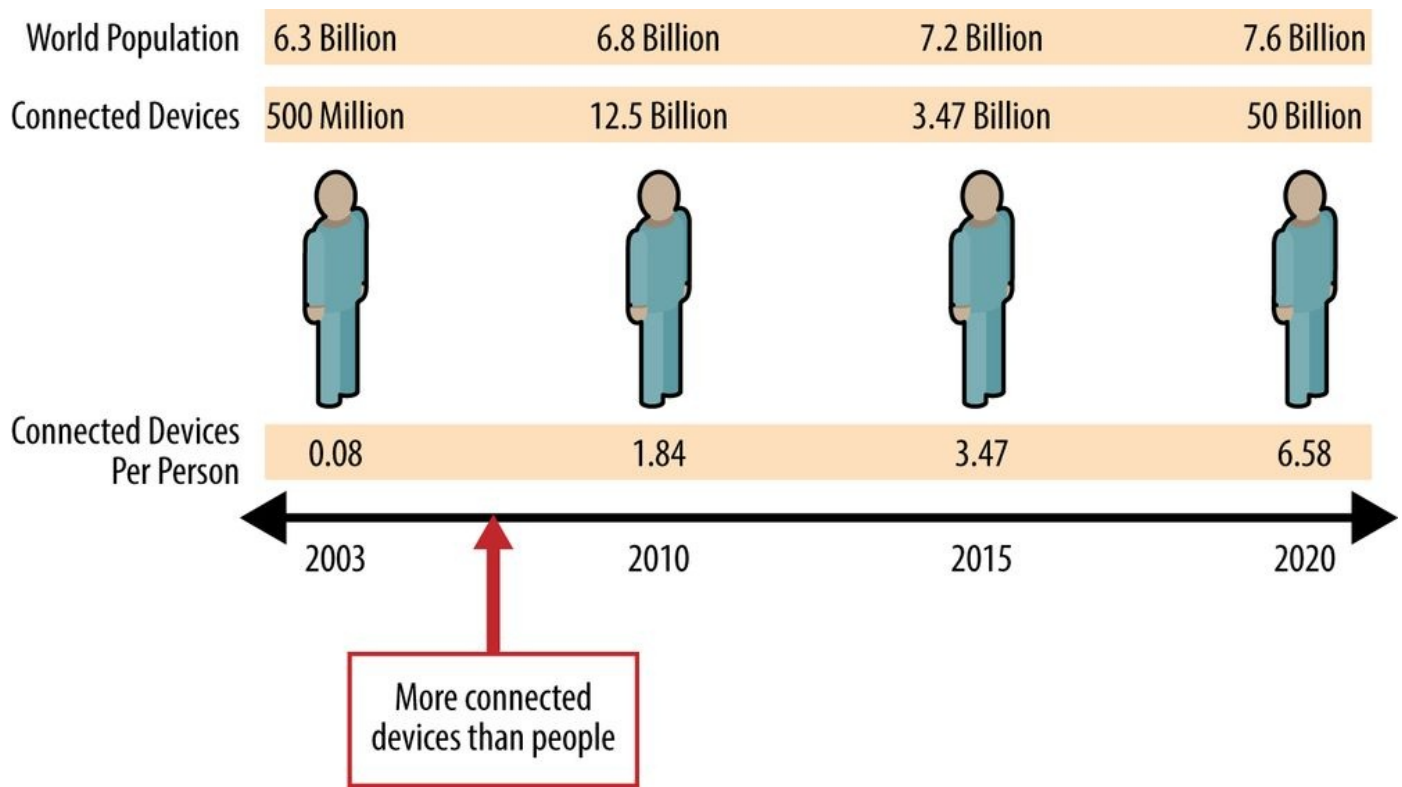 World Population 6.3 Billion 6.8 Billion 7.2 Billion 7.6 Billion
Connected Devices 500 Million 12.5 Billion 3.47 Billion 50 Billion
Connected Devices
Per Person 0.08 1.84 3.47 6.58
2003 2010 2015 2020
More connected
devices than people